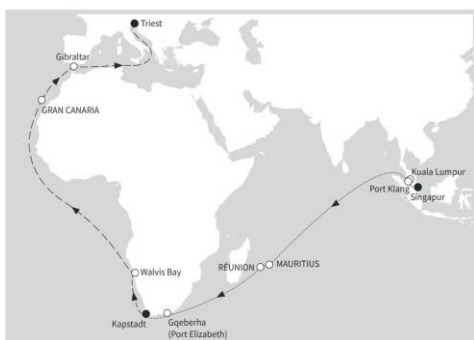 Triest
Gibraltar
GRAN CANARIA
Kuala Lumpur
Port Klang
Singapur
RÉUNION
MAURITIUS
Walvis Bay
Kapstadt
Gqeberha
(Port Elizabeth)